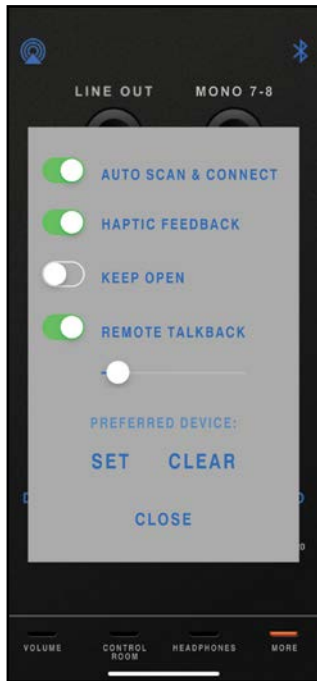 LINE OUT MONO 7-8
AUTO SCAN & CONNECT
HAPTIC FEEDBACK
KEEP OPEN
REMOTE TALKBACK
PREFERRED DEVICE:
SET CLEAR
CLOSE
VOLUME CONTROL ROOM HEADPHONES MORE